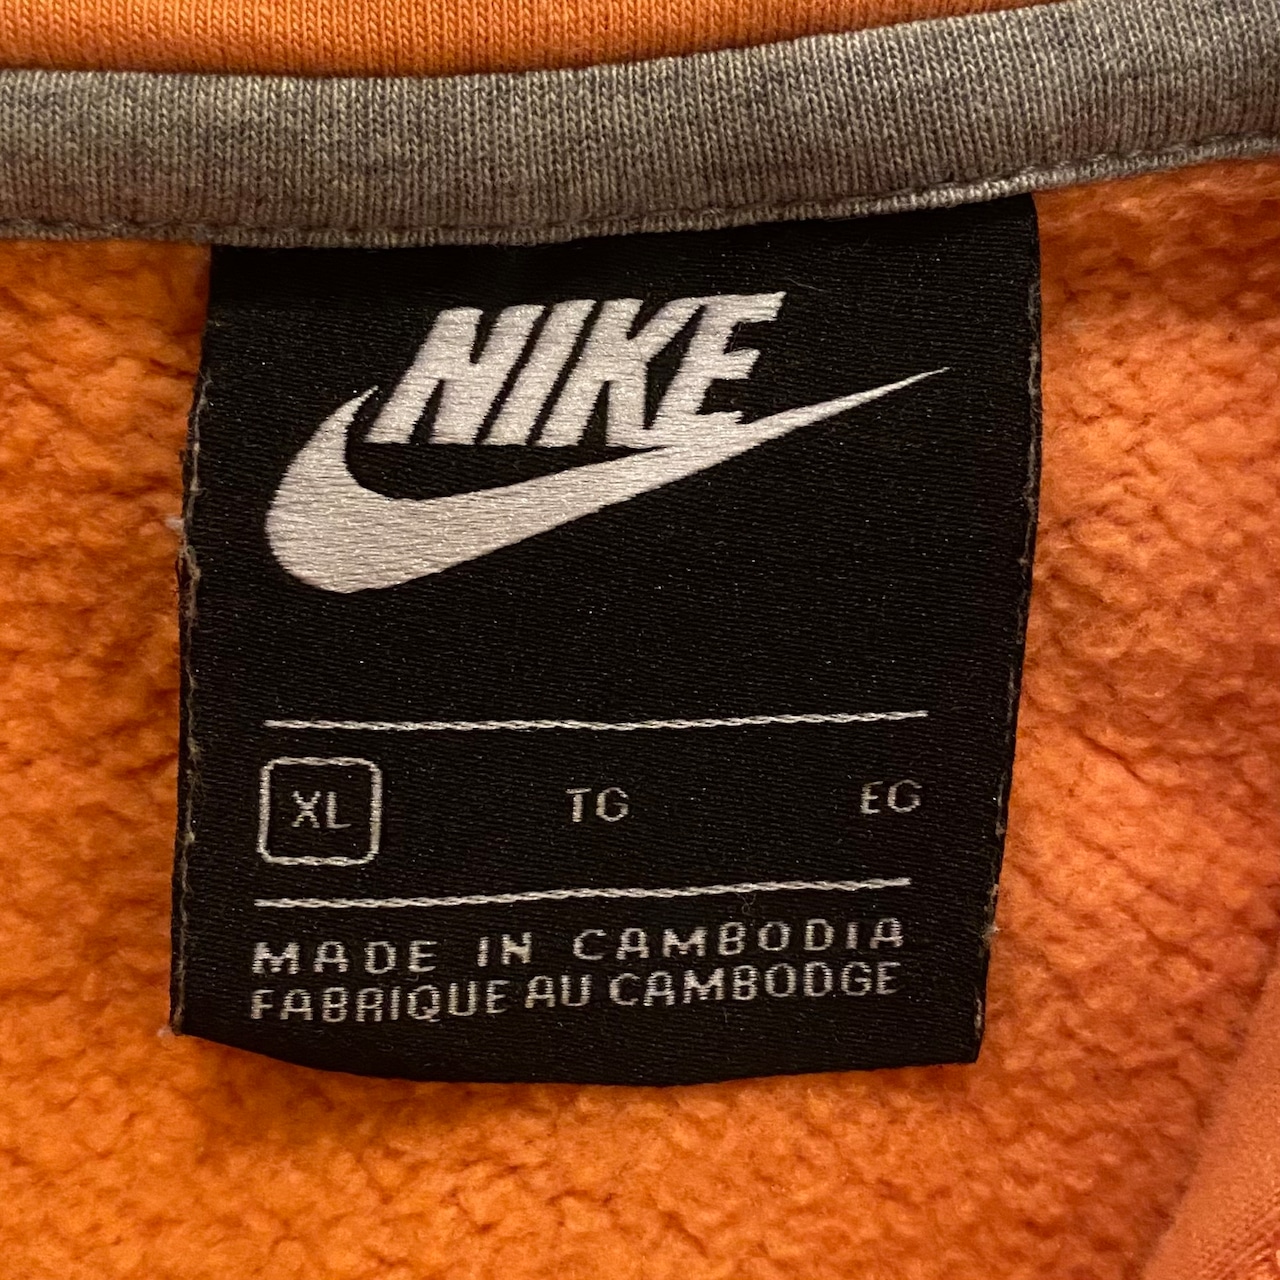 NIKE
XL TG EG
MADE IN CAMBODIA
FABRIQUE AU CAMBODGE